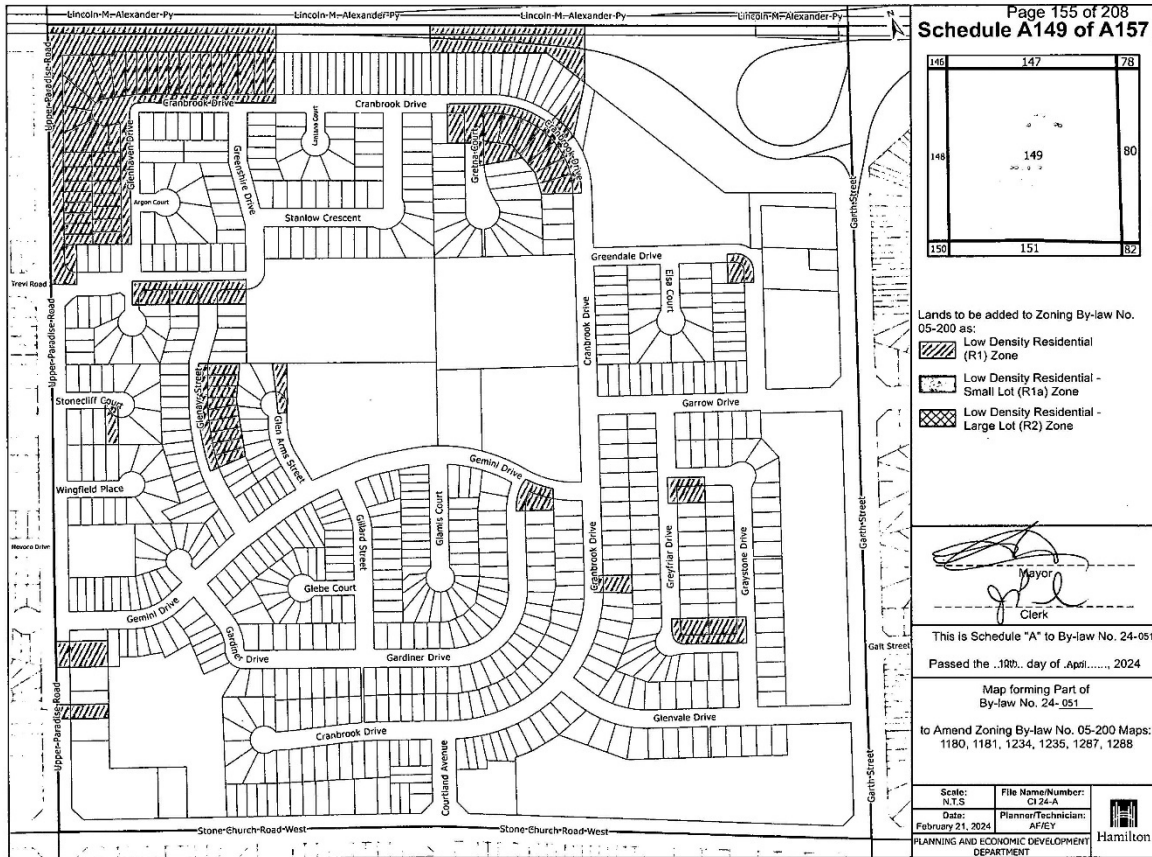 Page 155 of 208
Schedule A149 of A157
146
147
78
148
149
80
150
151
82
Lands to be added to Zoning By-law No.
05-200 as:
Low Density Residential
(R1) Zone
Low Density Residential -
Small Lot (R1a) Zone
Low Density Residential -
Large Lot (R2) Zone
Mayor
Clerk
This is Schedule "A" to By-law No. 24-051
Passed the ..10th.. day of .April......, 2024
Map forming Part of
By-law No. 24-051
to Amend Zoning By-law No. 05-200 Maps:
1180, 1181, 1234, 1235, 1287, 1288
Scale:
N.T.S
File Name/Number:
CI 24-A
Date:
February 21, 2024
Planner/Technician:
AF/EY
PLANNING AND ECONOMIC DEVELOPMENT
DEPARTMENT
Hamilton
Lincoln-M.-Alexander-Py
Lincoln-M.-Alexander-Py
Lincoln-M.-Alexander-Py
Lincoln-M.-Alexander-Py
N
Upper-Paradise-Road
Cranbrook Drive
Cranbrook Drive
Cranbrook Drive
Lantana Court
Glenhaven Drive
Greenshire Drive
Gretna Court
Argon Court
Stanlow Crescent
Garth-Street
Trevi Road
Greendale Drive
Elsa Court
Upper-Paradise-Road
Cranbrook Drive
Stonecliff Court
Glenayr Street
Glen Arms Street
Garrow Drive
Gemini Drive
Wingfield Place
Gillard Street
Glamis Court
Greyfriar Drive
Graystone Drive
Garth-Street
Cranbrook Drive
Glebe Court
Gemini Drive
Gardiner Drive
Gardiner Drive
Galt Street
Upper-Paradise-Road
Glenvale Drive
Cranbrook Drive
Courtland Avenue
Garth-Street
Stone-Church-Road-West
Stone-Church-Road-West